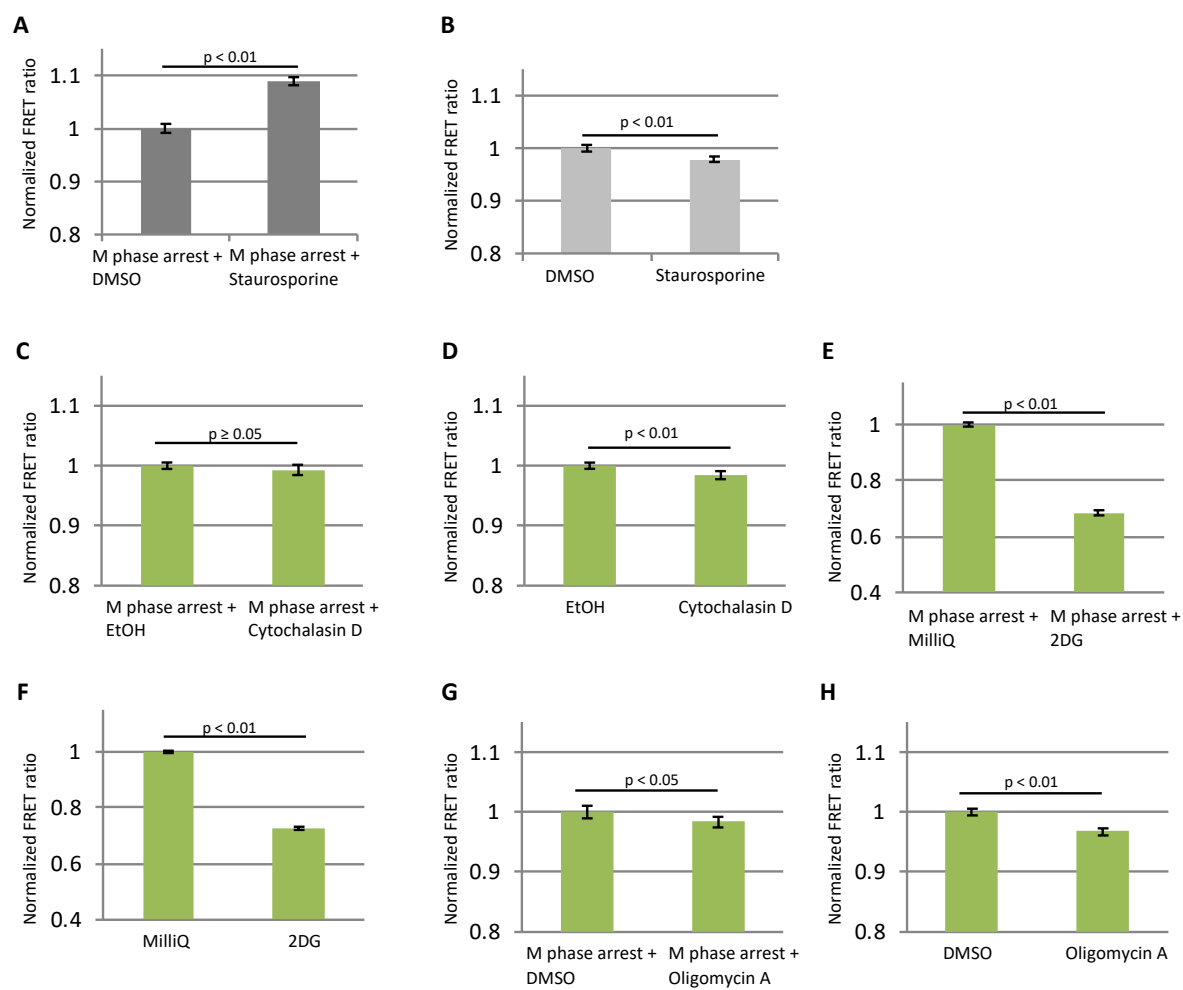 A
Normalized FRET ratio
p < 0.01
1.1
1
0.9
0.8
M phase arrest +
DMSO
M phase arrest +
Staurosporine
B
Normalized FRET ratio
p < 0.01
1.1
1
0.9
0.8
DMSO
Staurosporine
C
Normalized FRET ratio
p ≥ 0.05
1.1
1
0.9
0.8
M phase arrest +
EtOH
M phase arrest +
Cytochalasin D
D
Normalized FRET ratio
p < 0.01
1.1
1
0.9
0.8
EtOH
Cytochalasin D
E
Normalized FRET ratio
p < 0.01
1
0.8
0.6
0.4
M phase arrest +
MilliQ
M phase arrest +
2DG
F
Normalized FRET ratio
p < 0.01
1
0.8
0.6
0.4
MilliQ
2DG
G
Normalized FRET ratio
p < 0.05
1.1
1
0.9
0.8
M phase arrest +
DMSO
M phase arrest +
Oligomycin A
H
Normalized FRET ratio
p < 0.01
1.1
1
0.9
0.8
DMSO
Oligomycin A